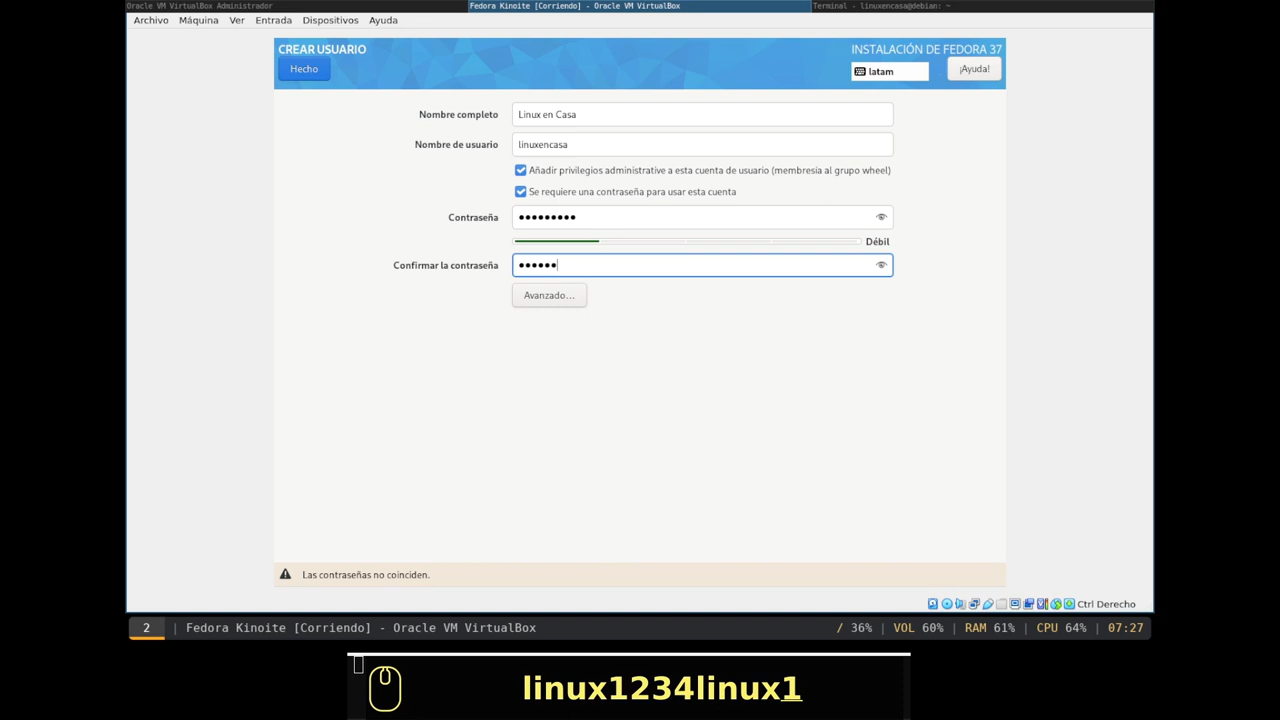 Oracle VM VirtualBox Administrador
Fedora Kinoite [Corriendo] - Oracle VM VirtualBox
Terminal - linuxencasa@debian: ~
Archivo Máquina Ver Entrada Dispositivos Ayuda
CREAR USUARIO
INSTALACIÓN DE FEDORA 37
Hecho
latam
¡Ayuda!
Nombre completo
Linux en Casa
Nombre de usuario
linuxencasa
Añadir privilegios administrative a esta cuenta de usuario (membresía al grupo wheel)
Se requiere una contraseña para usar esta cuenta
Contraseña
●●●●●●●●●
Débil
Confirmar la contraseña
●●●●●●
Avanzado...
Las contraseñas no coinciden.
Ctrl Derecho
2 | Fedora Kinoite [Corriendo] - Oracle VM VirtualBox
/ 36% | VOL 60% | RAM 61% | CPU 64% | 07:27
linux1234linux1